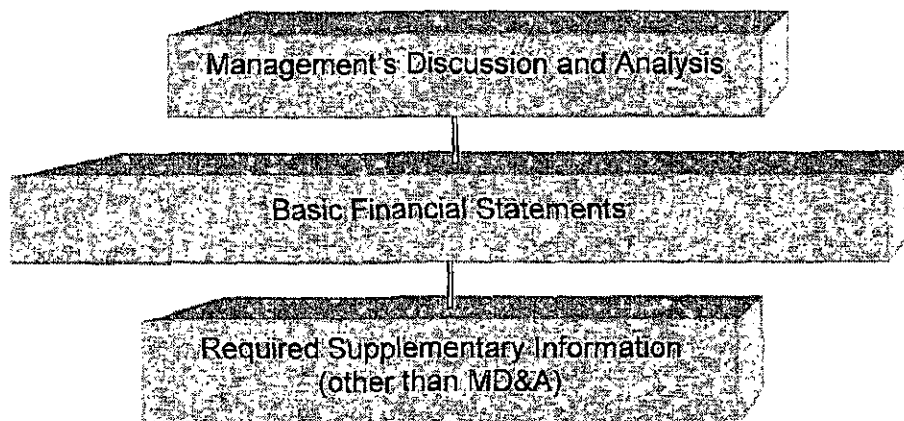 Management's Discussion and Analysis
Basic Financial Statements
Required Supplementary Information
(other than MD&A)